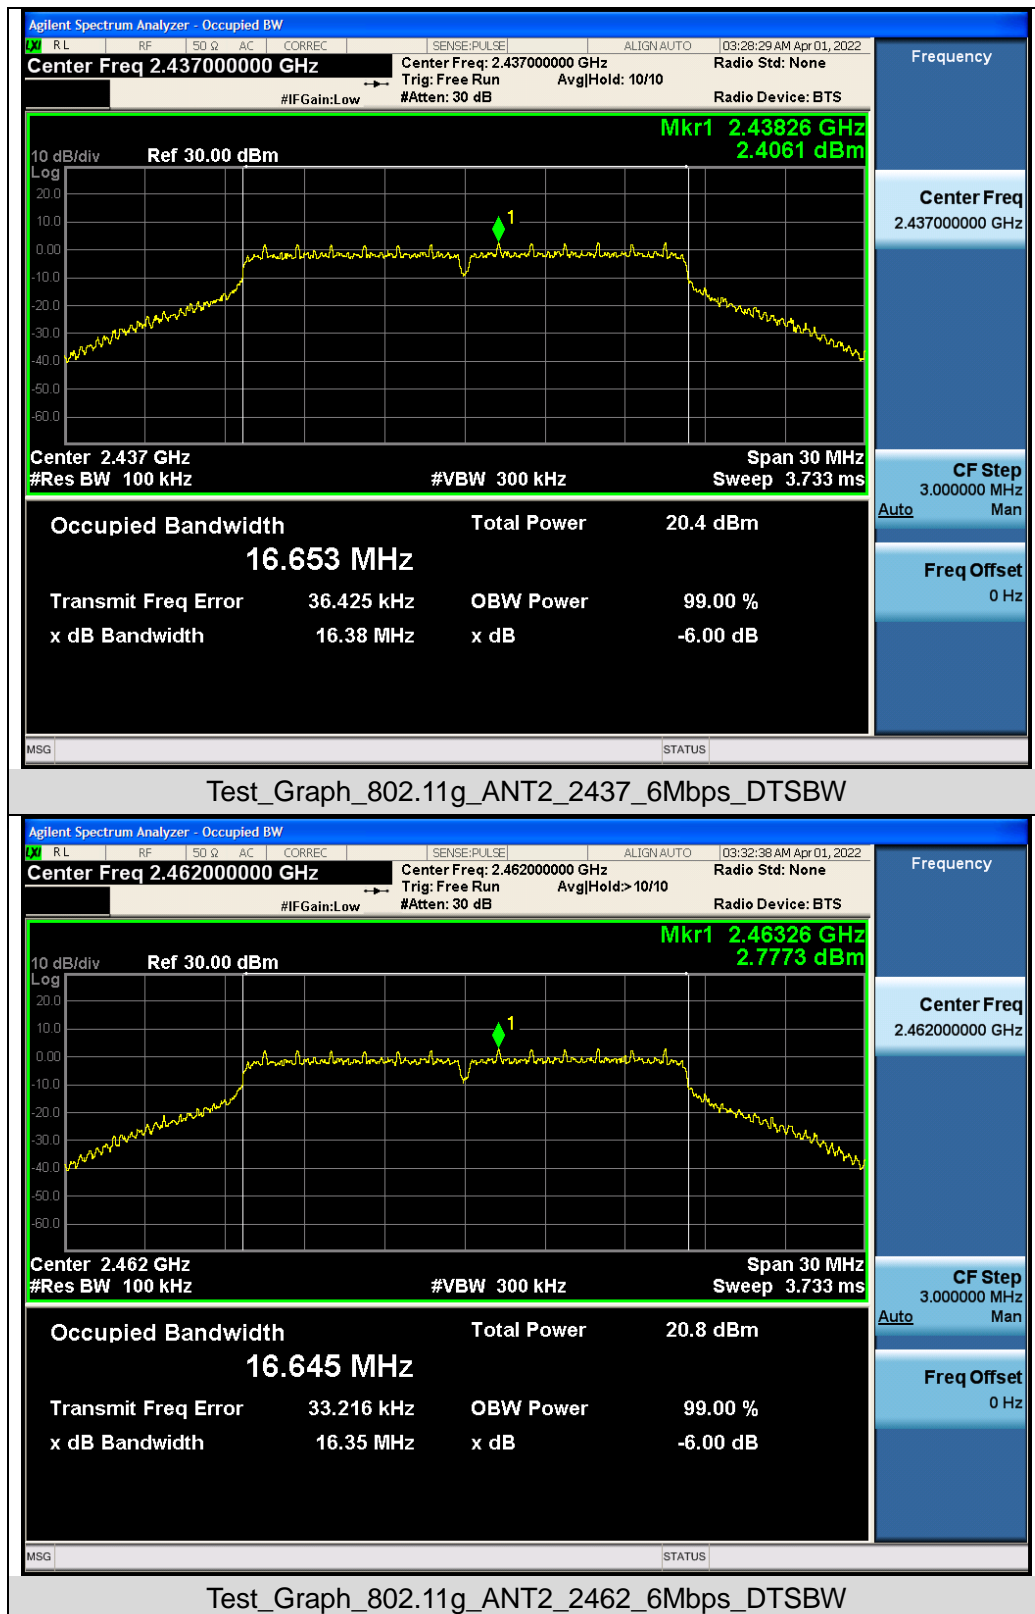 Agilent Spectrum Analyzer - Occupied BW
LXI RL RF 50 Ω AC CORREC SENSE:PULSE ALIGN AUTO 03:28:29 AM Apr 01, 2022
Center Freq 2.437000000 GHz
Center Freq: 2.437000000 GHz
Radio Std: None
Trig: Free Run Avg|Hold: 10/10
#IFGain:Low
#Atten: 30 dB
Radio Device: BTS
Frequency
Mkr1 2.43826 GHz
2.4061 dBm
10 dB/div Ref 30.00 dBm
Log
20.0
10.0
0.00
-10.0
-20.0
-30.0
-40.0
-50.0
-60.0
1
Center 2.437 GHz
Span 30 MHz
#Res BW 100 kHz
#VBW 300 kHz
Sweep 3.733 ms
Center Freq
2.437000000 GHz
CF Step
3.000000 MHz
Auto Man
Freq Offset
0 Hz
Occupied Bandwidth
Total Power 20.4 dBm
16.653 MHz
Transmit Freq Error 36.425 kHz OBW Power 99.00 %
x dB Bandwidth 16.38 MHz x dB -6.00 dB
MSG STATUS
Test_Graph_802.11g_ANT2_2437_6Mbps_DTSBW
Agilent Spectrum Analyzer - Occupied BW
LXI RL RF 50 Ω AC CORREC SENSE:PULSE ALIGN AUTO 03:32:38 AM Apr 01, 2022
Center Freq 2.462000000 GHz
Center Freq: 2.462000000 GHz
Radio Std: None
Trig: Free Run Avg|Hold:>10/10
#IFGain:Low
#Atten: 30 dB
Radio Device: BTS
Frequency
Mkr1 2.46326 GHz
2.7773 dBm
10 dB/div Ref 30.00 dBm
Log
20.0
10.0
0.00
-10.0
-20.0
-30.0
-40.0
-50.0
-60.0
1
Center 2.462 GHz
Span 30 MHz
#Res BW 100 kHz
#VBW 300 kHz
Sweep 3.733 ms
Center Freq
2.462000000 GHz
CF Step
3.000000 MHz
Auto Man
Freq Offset
0 Hz
Occupied Bandwidth
Total Power 20.8 dBm
16.645 MHz
Transmit Freq Error 33.216 kHz OBW Power 99.00 %
x dB Bandwidth 16.35 MHz x dB -6.00 dB
MSG STATUS
Test_Graph_802.11g_ANT2_2462_6Mbps_DTSBW